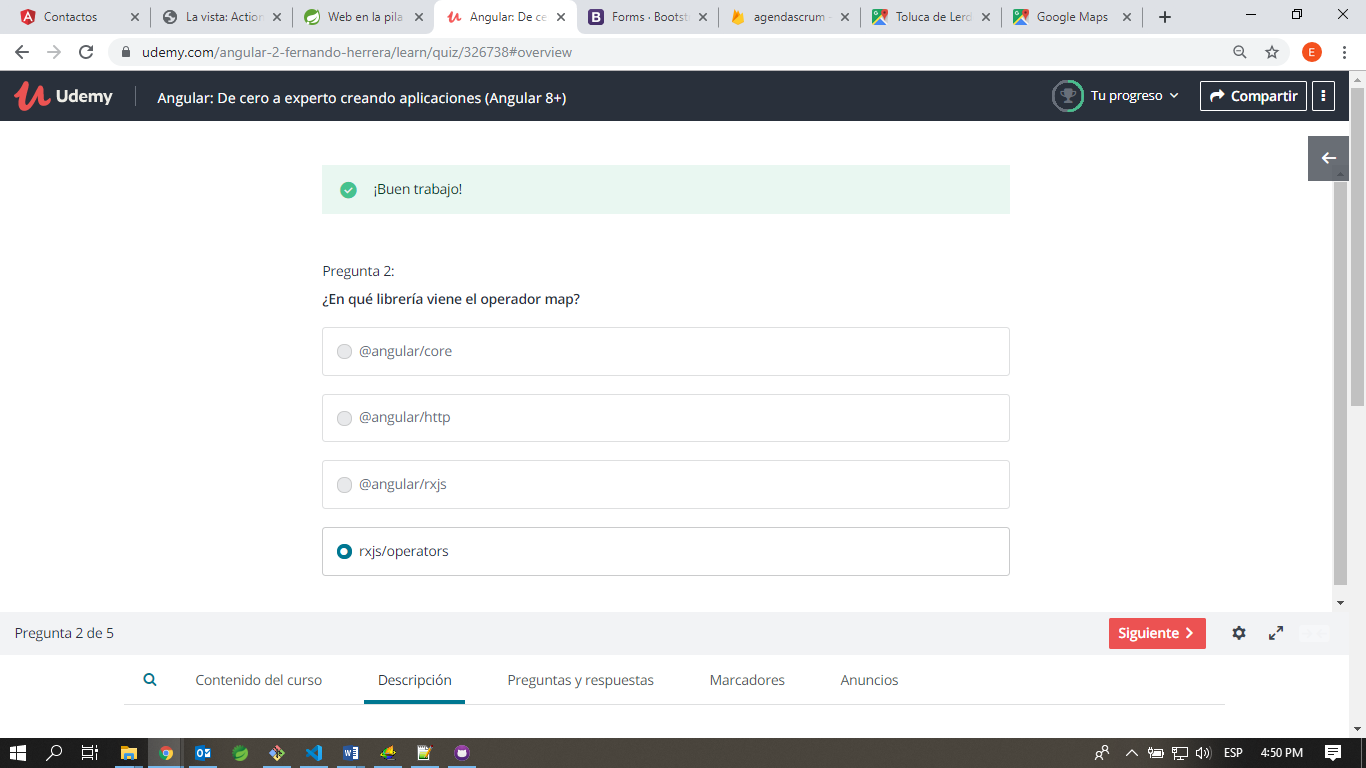 Contactos
La vista: Action
Web en la pila
Angular: De ce
Forms · Bootst
agendascrum -
Toluca de Lerd
Google Maps
udemy.com/angular-2-fernando-herrera/learn/quiz/326738#overview
E
Udemy
Angular: De cero a experto creando aplicaciones (Angular 8+)
Tu progreso
Compartir
¡Buen trabajo!
Pregunta 2:
¿En qué librería viene el operador map?
@angular/core
@angular/http
@angular/rxjs
rxjs/operators
Pregunta 2 de 5
Siguiente
Contenido del curso
Descripción
Preguntas y respuestas
Marcadores
Anuncios
ESP
4:50 PM